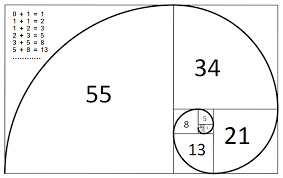 0 + 1 = 1
1 + 1 = 2
1 + 2 = 3
2 + 3 = 5
3 + 5 = 8
5 + 8 = 13
..............
55
34
8
5
13
21